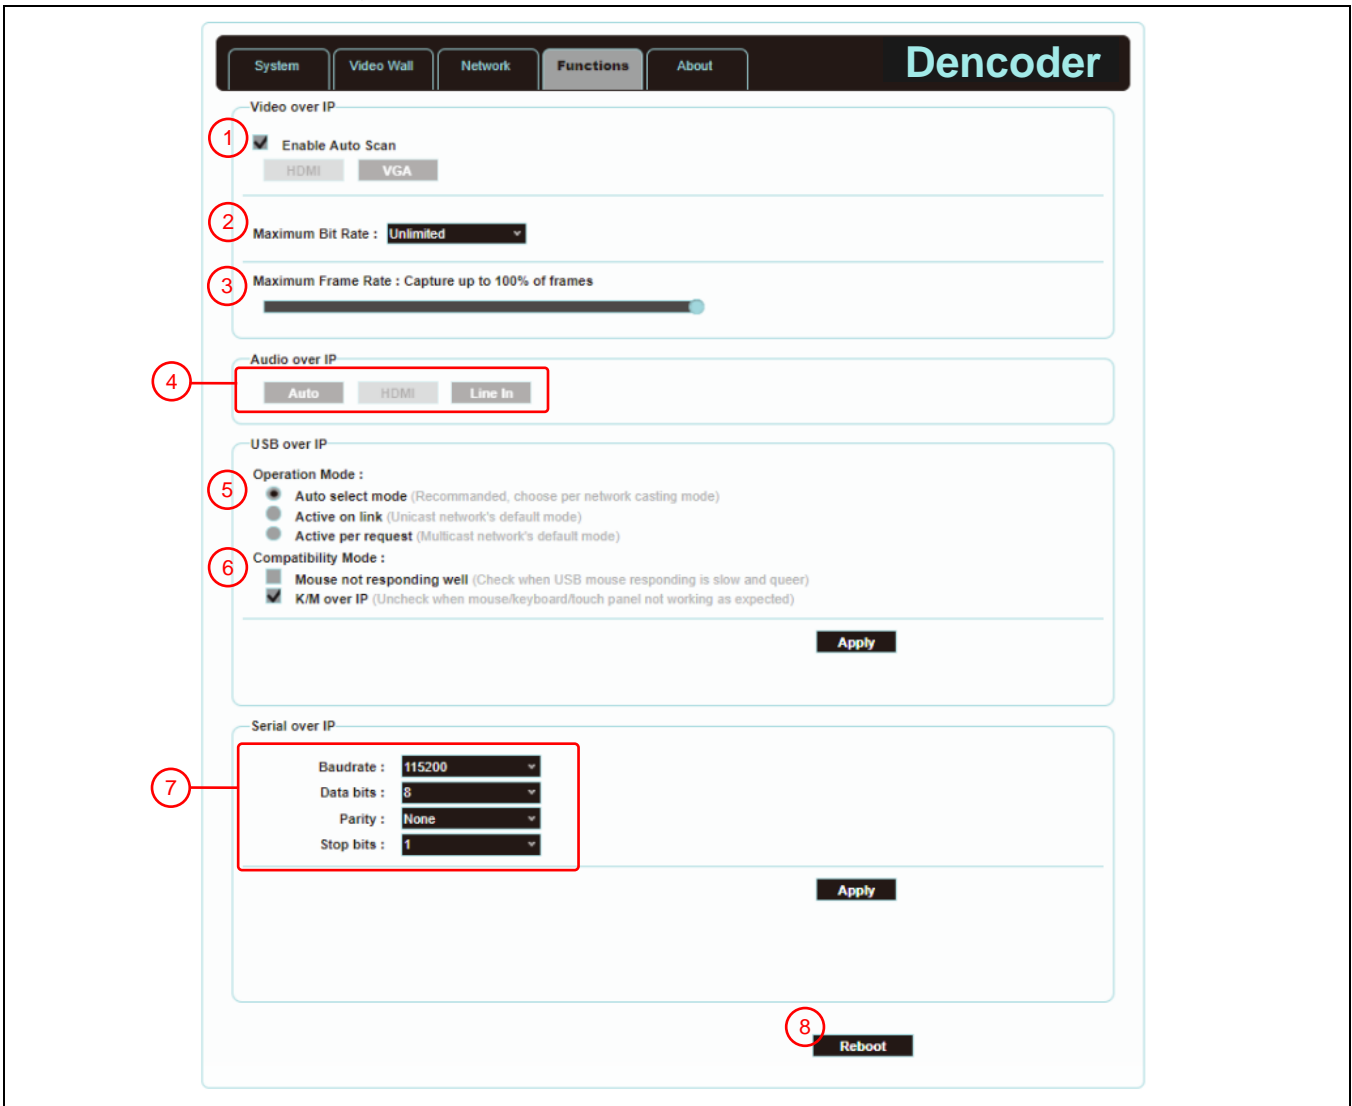 System Video Wall Network Functions About Dencoder
Video over IP
1
Enable Auto Scan
HDMI VGA
2
Maximum Bit Rate : Unlimited
3
Maximum Frame Rate : Capture up to 100% of frames
Audio over IP
4
Auto HDMI Line In
USB over IP
Operation Mode :
5
Auto select mode (Recommanded, choose per network casting mode)
Active on link (Unicast network's default mode)
Active per request (Multicast network's default mode)
Compatibility Mode :
6
Mouse not responding well (Check when USB mouse responding is slow and queer)
K/M over IP (Uncheck when mouse/keyboard/touch panel not working as expected)
Apply
Serial over IP
7
Baudrate : 115200
Data bits : 8
Parity : None
Stop bits : 1
Apply
8
Reboot